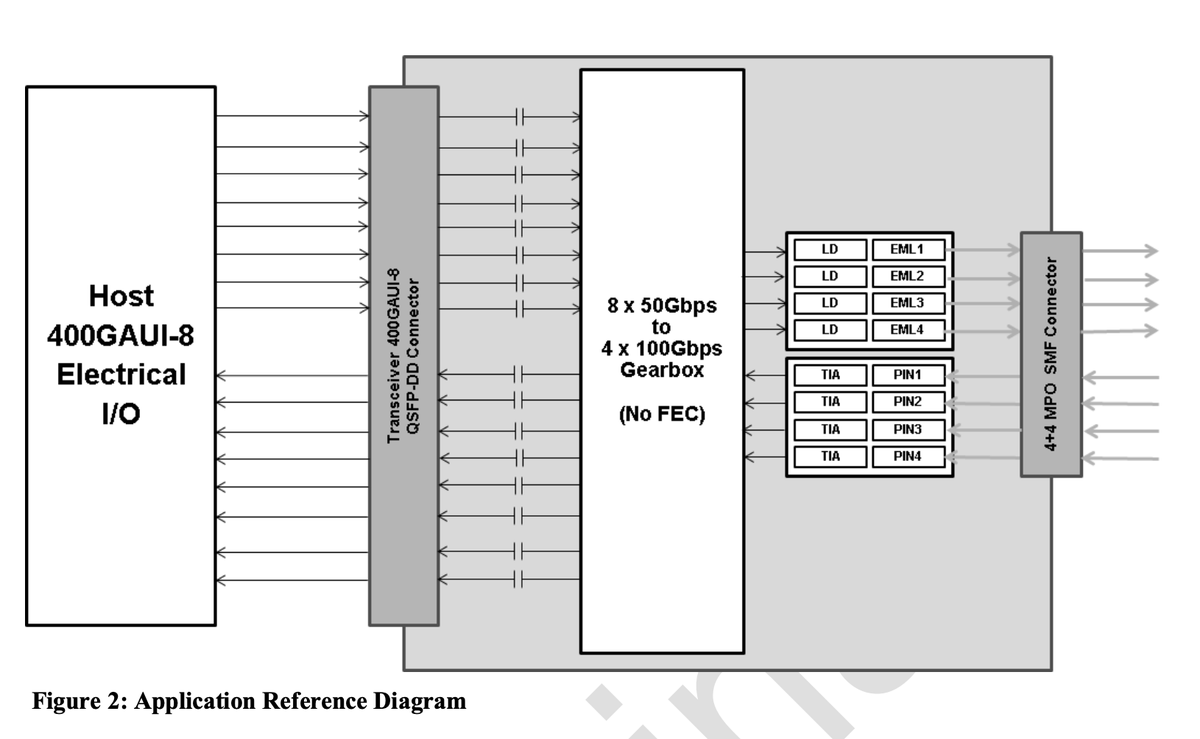 Host
400GAUI-8
Electrical
I/O
Transceiver 400GAUI-8
QSFP-DD Connector
8 x 50Gbps
to
4 x 100Gbps
Gearbox
(No FEC)
LD EML1
LD EML2
LD EML3
LD EML4
TIA PIN1
TIA PIN2
TIA PIN3
TIA PIN4
4+4 MPO SMF Connector
Figure 2: Application Reference Diagram